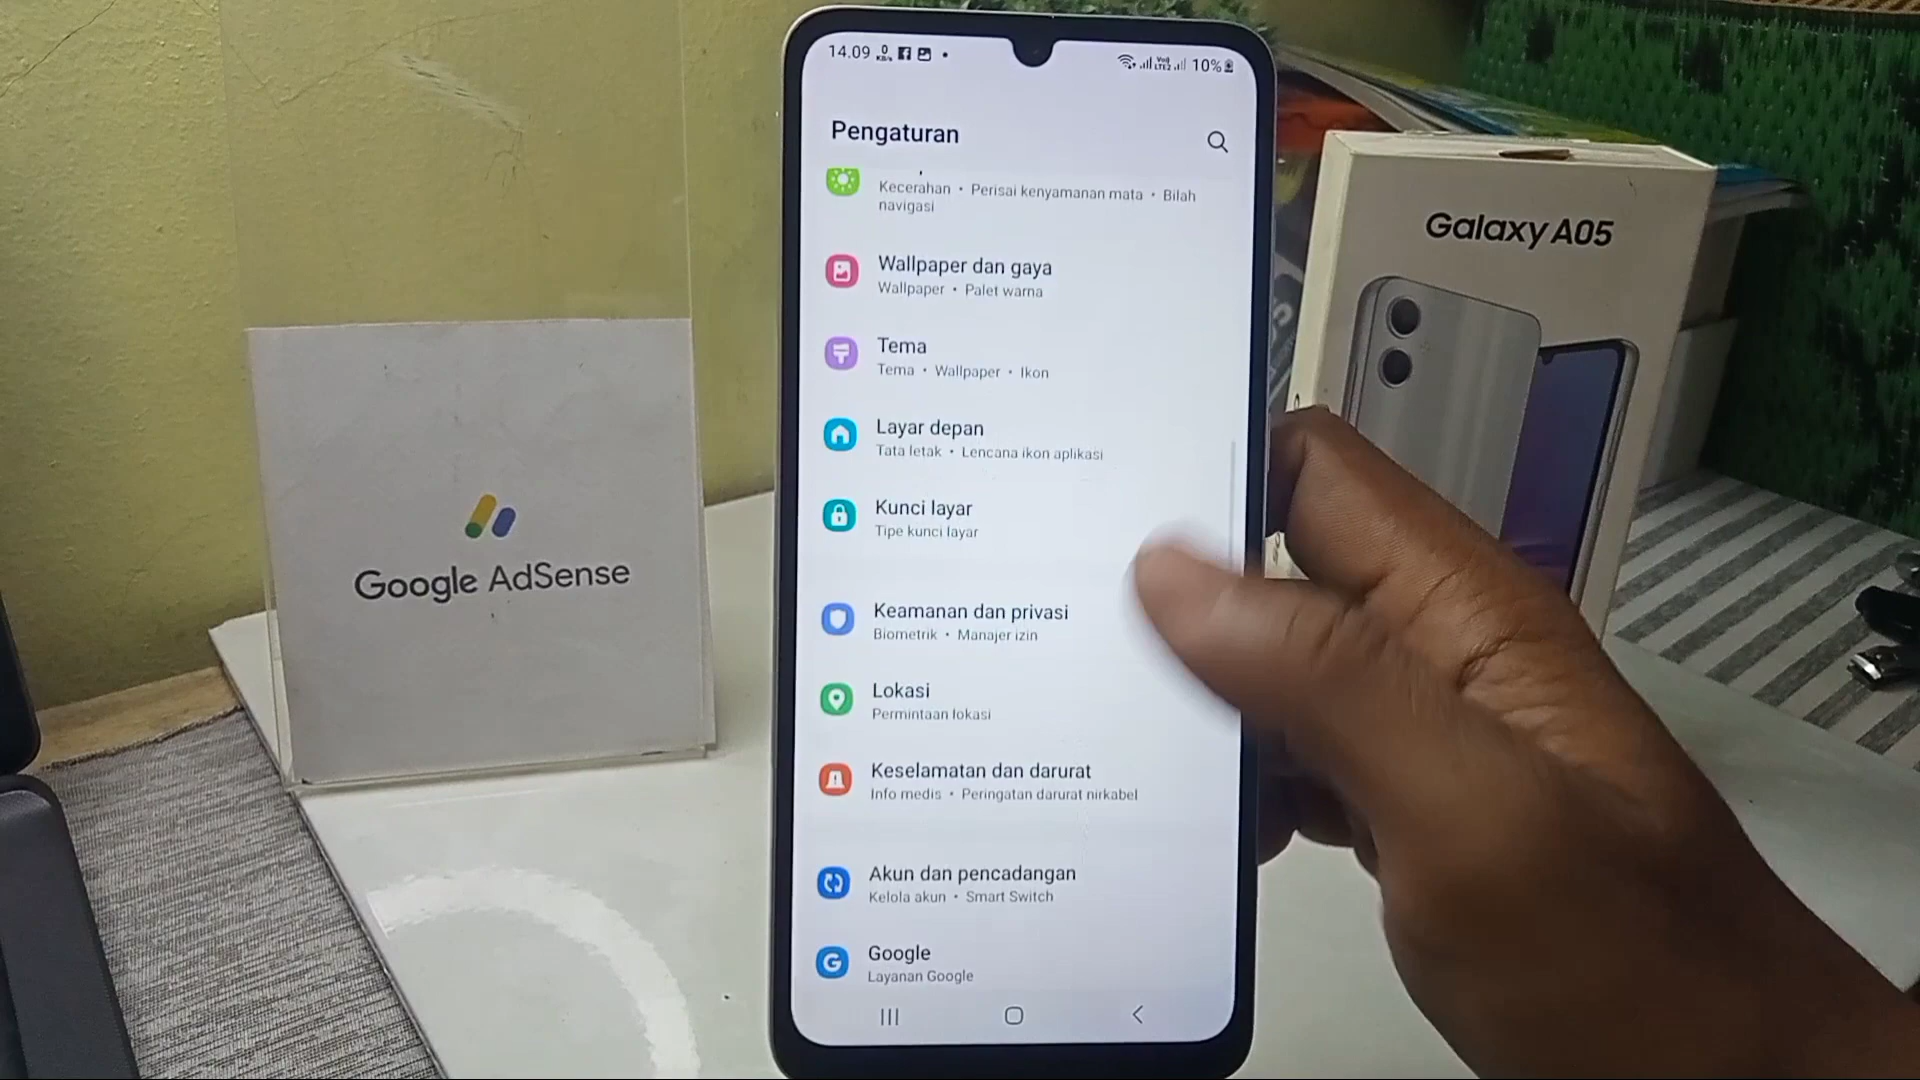 14.09
10%
Pengaturan
Kecerahan • Perisai kenyamanan mata • Bilah
navigasi
Wallpaper dan gaya
Wallpaper • Palet warna
Tema
Tema • Wallpaper • Ikon
Layar depan
Tata letak • Lencana ikon aplikasi
Kunci layar
Tipe kunci layar
Keamanan dan privasi
Biometrik • Manajer izin
Lokasi
Permintaan lokasi
Keselamatan dan darurat
Info medis • Peringatan darurat nirkabel
Akun dan pencadangan
Kelola akun • Smart Switch
Google
Layanan Google
Google AdSense
Galaxy A05